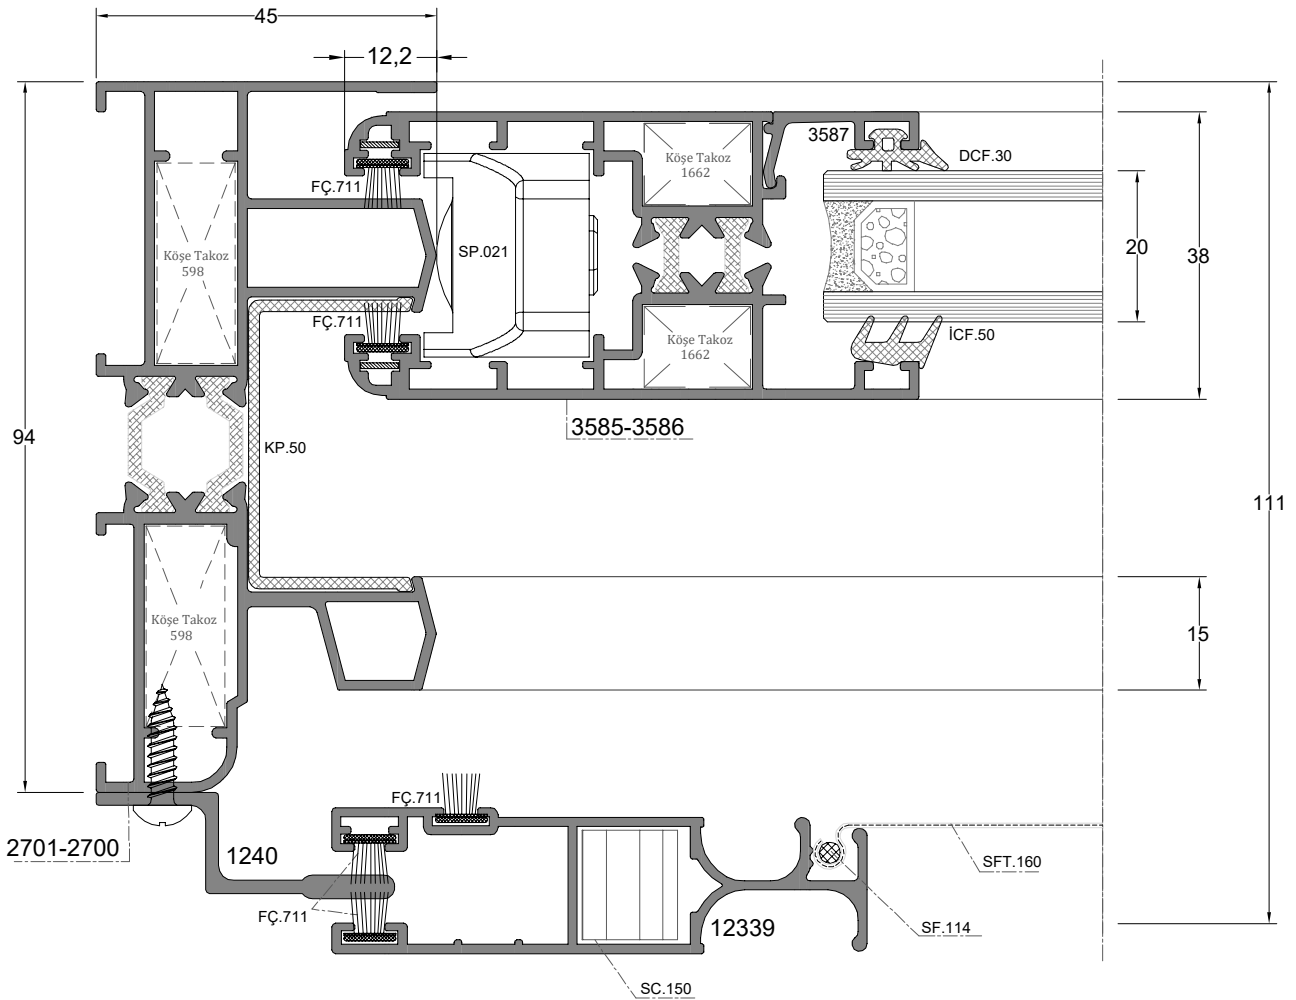 45
12,2
3587
DCF.30
Köşe Takoz
1662
FÇ.711
SP.021
20
38
Köşe Takoz
598
FÇ.711
İCF.50
Köşe Takoz
1662
3585-3586
94
KP.50
111
Köşe Takoz
598
15
FÇ.711
2701-2700
1240
SFT.160
FÇ.711
12339
SF.114
SC.150